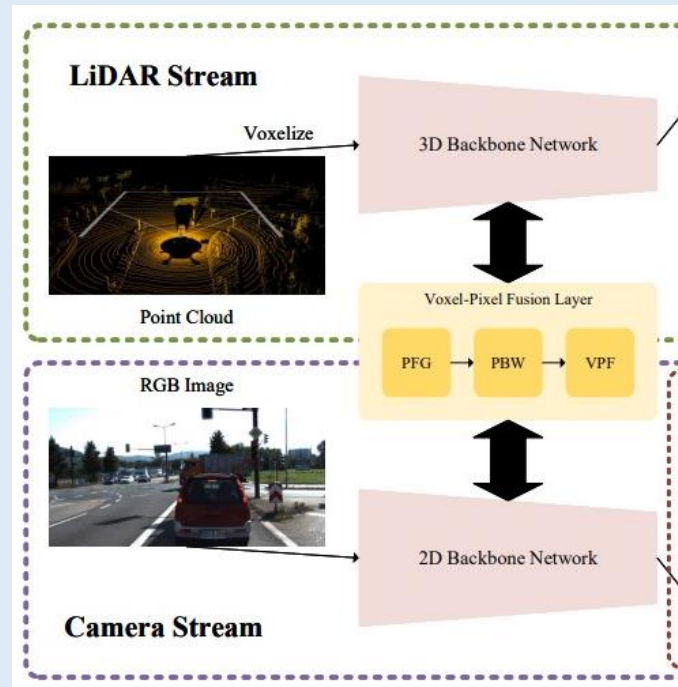 LiDAR Stream
Voxelize
3D Backbone Network
Point Cloud
Voxel-Pixel Fusion Layer
PFG
PBW
VPF
RGB Image
2D Backbone Network
Camera Stream